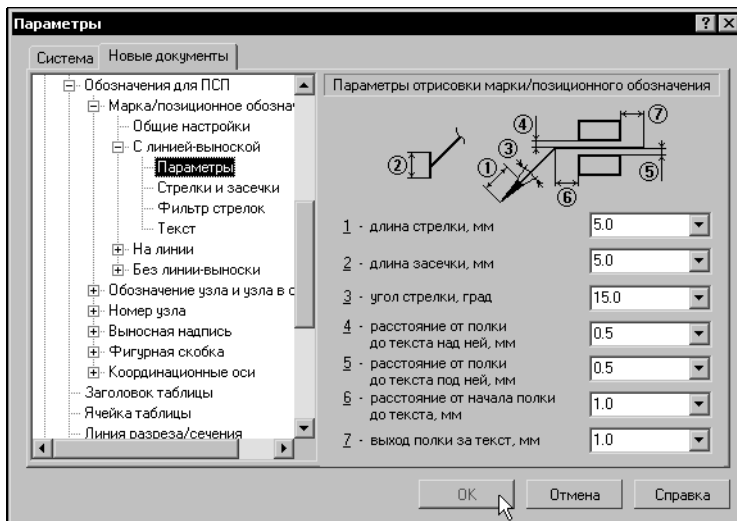 Параметры
Система
Новые документы
Обозначения для ПСП
Марка/позиционное обозна
Общие настройки
С линией-выноской
Параметры
Стрелки и засечки
Фильтр стрелок
Текст
На линии
Без линии-выноски
Обозначение узла и узла в с
Номер узла
Выносная надпись
Фигурная скобка
Координационные оси
Заголовок таблицы
Ячейка таблицы
Линия разреза/сечения
Параметры отрисовки марки/позиционного обозначения
4 7
2 1 3 5
6
1 - длина стрелки, мм 5.0
2 - длина засечки, мм 5.0
3 - угол стрелки, град 15.0
4 - расстояние от полки
до текста над ней, мм 0.5
5 - расстояние от полки
до текста под ней, мм 0.5
6 - расстояние от начала полки
до текста, мм 1.0
7 - выход полки за текст, мм 1.0
OK Отмена Справка